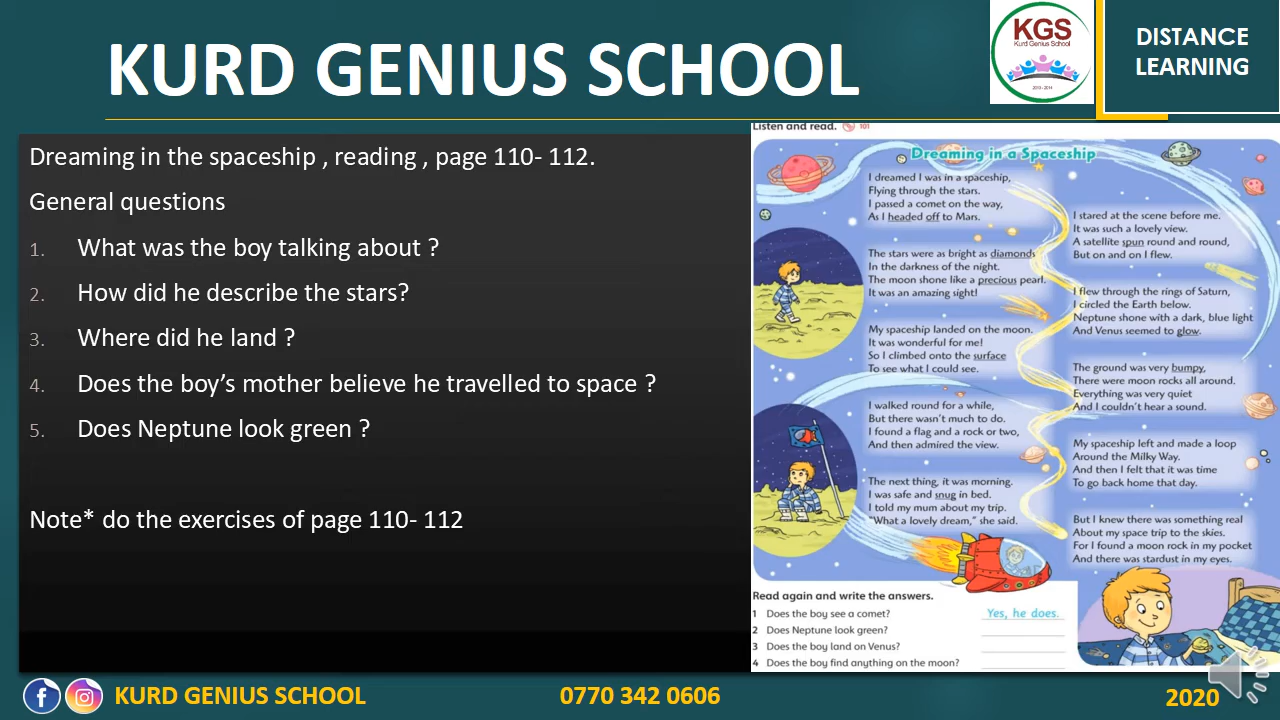 KURD GENIUS SCHOOL
KGS
Kurd Genius School
DISTANCE
LEARNING
Dreaming in the spaceship , reading , page 110- 112.
General questions
1. What was the boy talking about ?
2. How did he describe the stars?
3. Where did he land ?
4. Does the boy’s mother believe he travelled to space ?
5. Does Neptune look green ?
Note* do the exercises of page 110- 112
Listen and read. 101
Dreaming in a Spaceship
I dreamed I was in a spaceship,
Flying through the stars.
I passed a comet on the way,
As I headed off to Mars.
I stared at the scene before me.
It was such a lovely view.
A satellite spun round and round,
But on and on I flew.
The stars were as bright as diamonds
In the darkness of the night.
The moon shone like a precious pearl.
It was an amazing sight!
I flew through the rings of Saturn,
I circled the Earth below.
Neptune shone with a dark, blue light
And Venus seemed to glow.
My spaceship landed on the moon.
It was wonderful for me!
So I climbed onto the surface
To see what I could see.
The ground was very bumpy,
There were moon rocks all around.
Everything was very quiet
And I couldn't hear a sound.
I walked round for a while,
But there wasn't much to do.
I found a flag and a rock or two,
And then admired the view.
My spaceship left and made a loop
Around the Milky Way.
And then I felt that it was time
To go back home that day.
The next thing, it was morning.
I was safe and snug in bed.
I told my mum about my trip.
“What a lovely dream,” she said.
But I knew there was something real
About my space trip to the skies.
For I found a moon rock in my pocket
And there was stardust in my eyes.
Read again and write the answers.
1 Does the boy see a comet? Yes, he does.
2 Does Neptune look green?
3 Does the boy land on Venus?
4 Does the boy find anything on the moon?
KURD GENIUS SCHOOL
0770 342 0606
2020